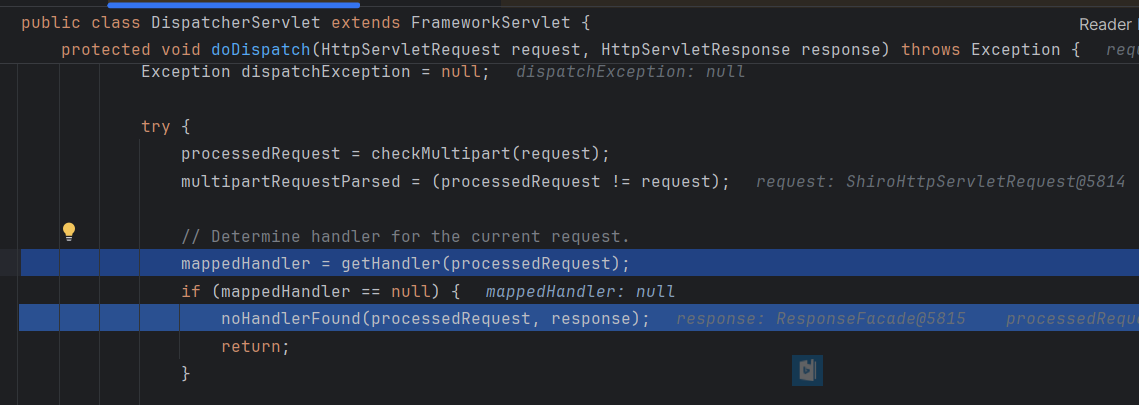 public class DispatcherServlet extends FrameworkServlet {
Reader
protected void doDispatch(HttpServletRequest request, HttpServletResponse response) throws Exception {
Exception dispatchException = null; dispatchException: null
try {
processedRequest = checkMultipart(request);
multipartRequestParsed = (processedRequest != request); request: ShiroHttpServletRequest@5814
// Determine handler for the current request.
mappedHandler = getHandler(processedRequest);
if (mappedHandler == null) { mappedHandler: null
noHandlerFound(processedRequest, response); response: ResponseFacade@5815
return;
}